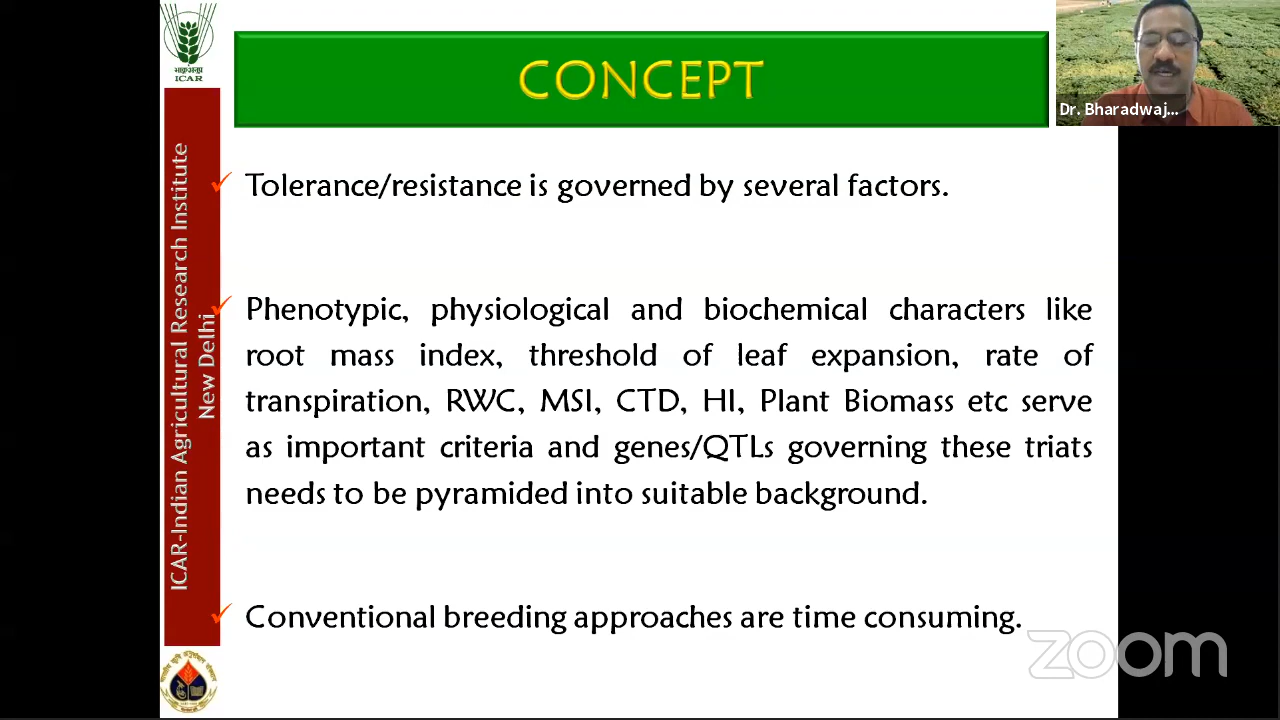 भाकृअनुप
ICAR
CONCEPT
Dr. Bharadwaj...
ICAR-Indian Agricultural Research Institute
New Delhi
✓ Tolerance/resistance is governed by several factors.
✓ Phenotypic, physiological and biochemical characters like
root mass index, threshold of leaf expansion, rate of
transpiration, RWC, MSI, CTD, HI, Plant Biomass etc serve
as important criteria and genes/QTLs governing these triats
needs to be pyramided into suitable background.
✓ Conventional breeding approaches are time consuming.
zoom